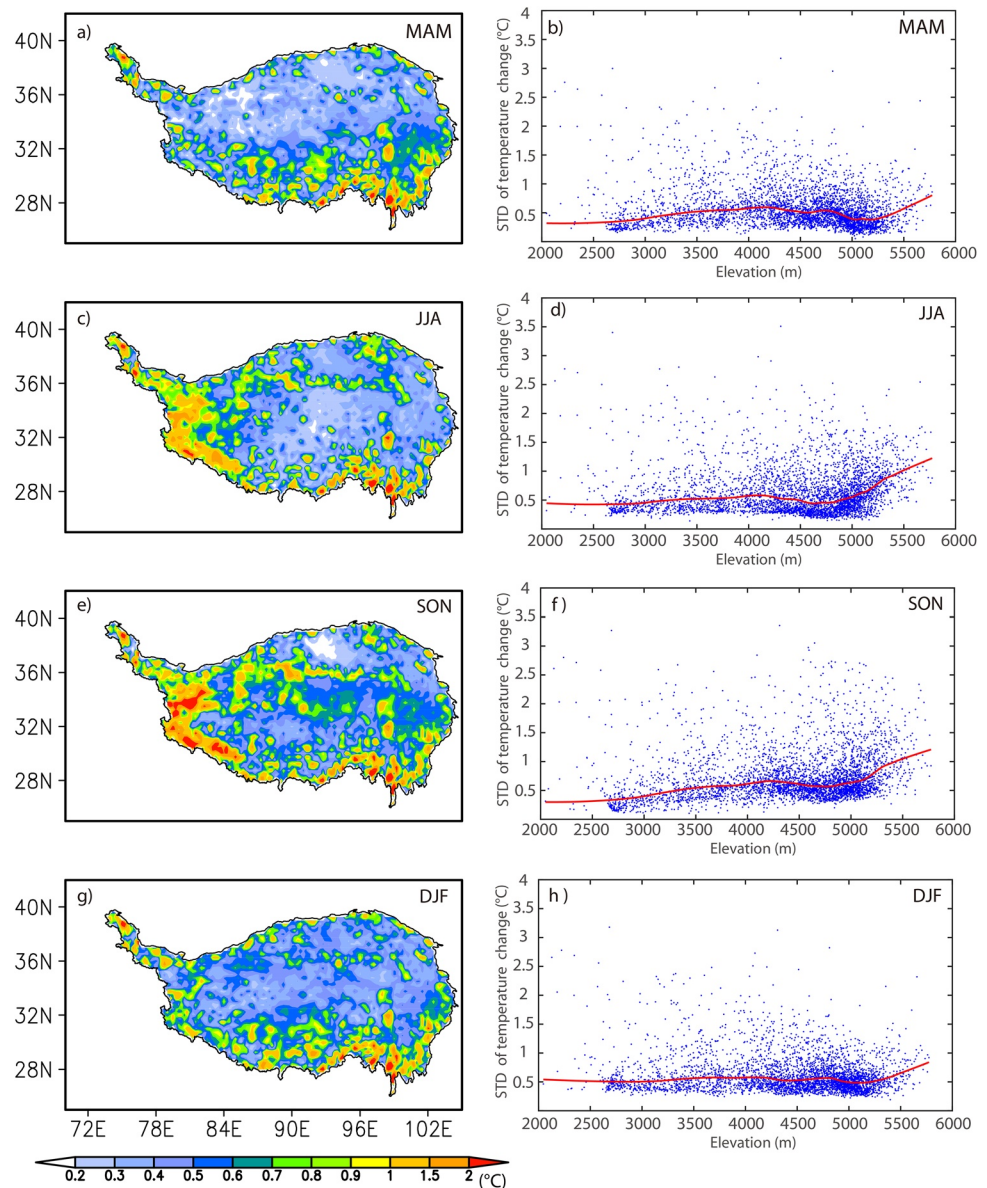 a) MAM
40N
36N
32N
28N
b) MAM
STD of temperature change (°C)
4
3.5
3
2.5
2
1.5
1
0.5
2000 2500 3000 3500 4000 4500 5000 5500 6000
Elevation (m)
c) JJA
40N
36N
32N
28N
d) JJA
STD of temperature change (°C)
4
3.5
3
2.5
2
1.5
1
0.5
2000 2500 3000 3500 4000 4500 5000 5500 6000
Elevation (m)
e) SON
40N
36N
32N
28N
f) SON
STD of temperature change (°C)
4
3.5
3
2.5
2
1.5
1
0.5
2000 2500 3000 3500 4000 4500 5000 5500 6000
Elevation (m)
g) DJF
40N
36N
32N
28N
72E 78E 84E 90E 96E 102E
h) DJF
STD of temperature change (°C)
4
3.5
3
2.5
2
1.5
1
0.5
2000 2500 3000 3500 4000 4500 5000 5500 6000
Elevation (m)
0.2 0.3 0.4 0.5 0.6 0.7 0.8 0.9 1 1.5 2 (°C)